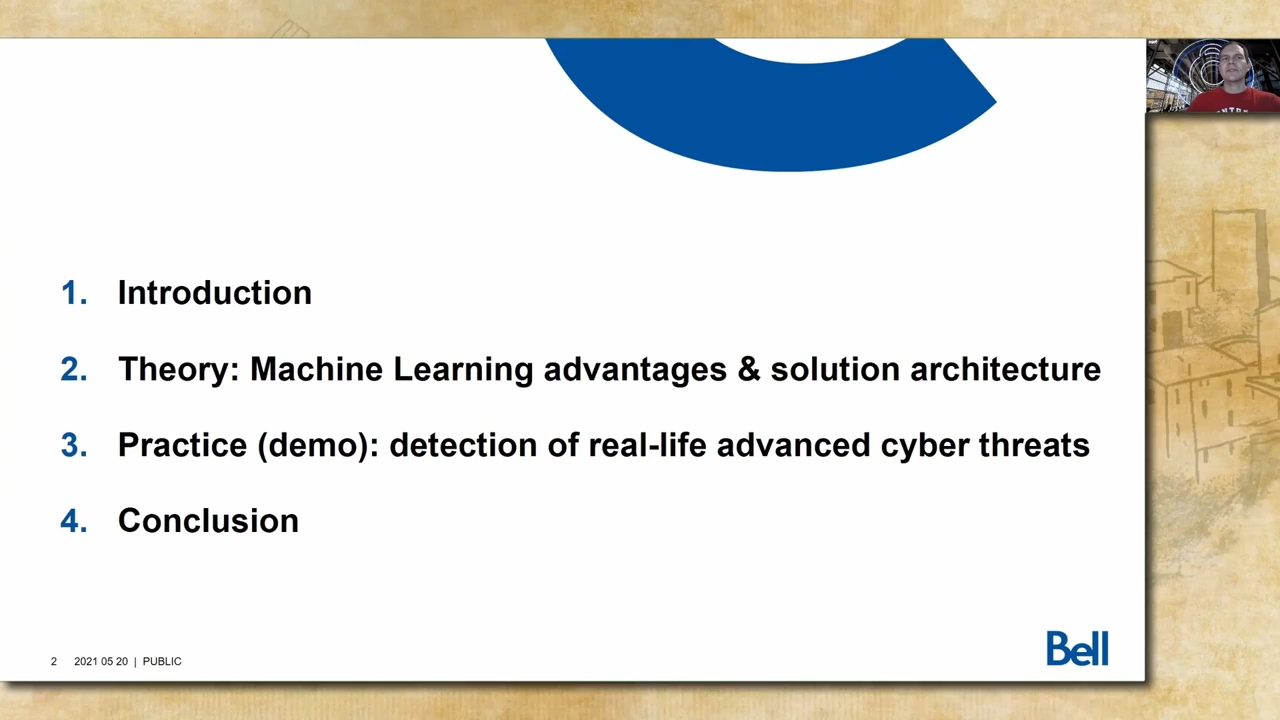 1. Introduction
2. Theory: Machine Learning advantages & solution architecture
3. Practice (demo): detection of real-life advanced cyber threats
4. Conclusion
2 2021 05 20 | PUBLIC
Bell